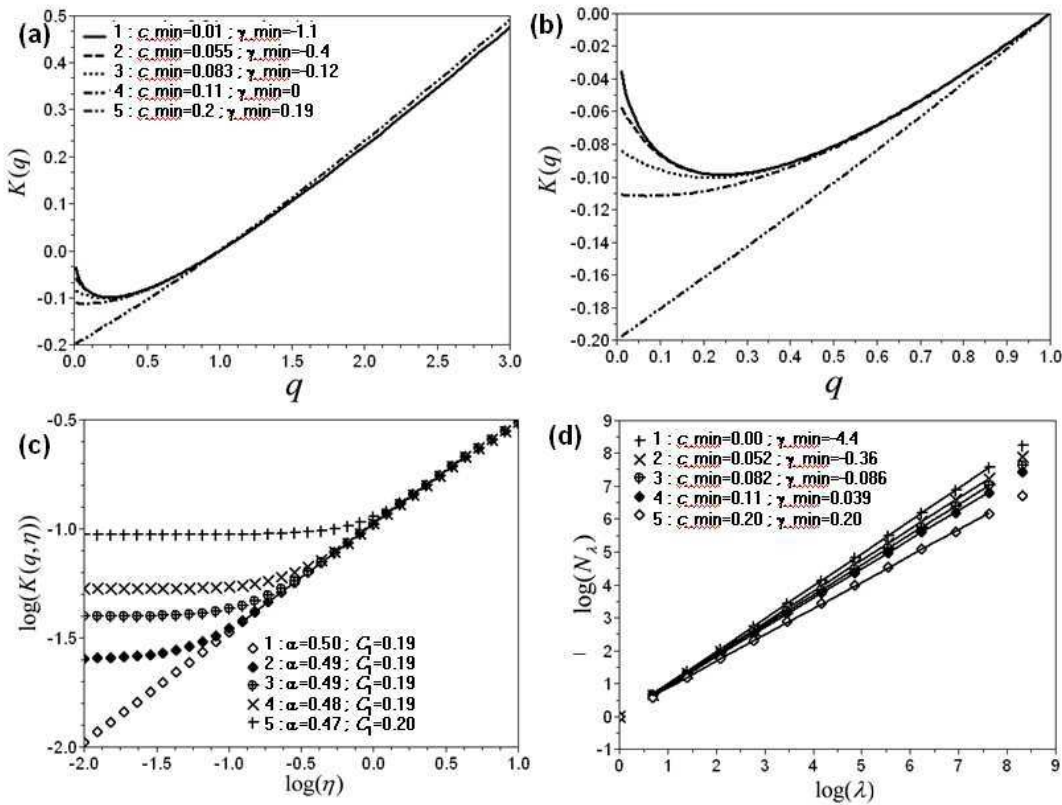 (a)
1 : c_min=0.01 ; γ_min=-1.1
2 : c_min=0.055 ; γ_min=-0.4
3 : c_min=0.083 ; γ_min=-0.12
4 : c_min=0.11 ; γ_min=0
5 : c_min=0.2 ; γ_min=0.19
0.5
0.4
0.3
0.2
0.1
0.0
-0.1
-0.2
K(q)
0.0 0.5 1.0 1.5 2.0 2.5 3.0
q
(b)
0.00
-0.02
-0.04
-0.06
-0.08
-0.10
-0.12
-0.14
-0.16
-0.18
-0.20
K(q)
0.0 0.1 0.2 0.3 0.4 0.5 0.6 0.7 0.8 0.9 1.0
q
(c)
-0.5
-1.0
-1.5
-2.0
log(K(q,η)))
1 : α=0.50 ; C1=0.19
2 : α=0.49 ; C1=0.19
3 : α=0.49 ; C1=0.19
4 : α=0.48 ; C1=0.19
5 : α=0.47 ; C1=0.20
-2.0 -1.5 -1.0 -0.5 0.0 0.5 1.0
log(η)
(d)
1 : c_min=0.00 ; γ_min=-4.4
2 : c_min=0.052 ; γ_min=-0.36
3 : c_min=0.082 ; γ_min=-0.086
4 : c_min=0.11 ; γ_min=0.039
5 : c_min=0.20 ; γ_min=0.20
9
8
7
6
5
4
3
2
1
0
-1
log(Nλ)
0 1 2 3 4 5 6 7 8 9
log(λ)